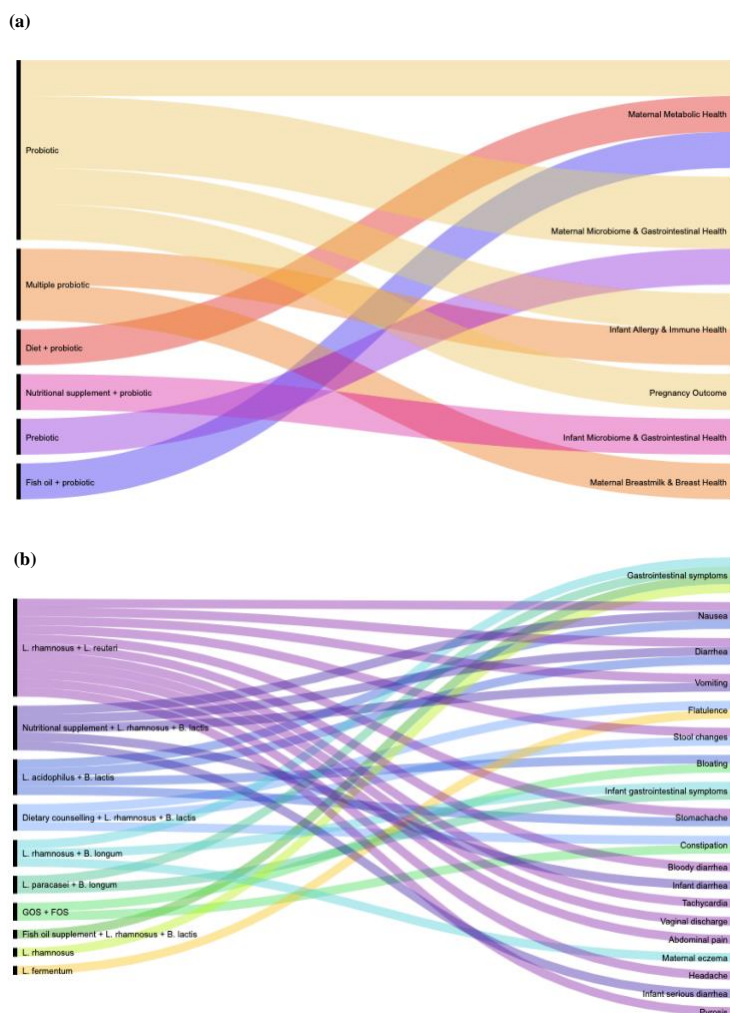 (a)
Maternal Metabolic Health
Probiotic
Maternal Microbiome & Gastrointestinal Health
Multiple probiotic
Infant Allergy & Immune Health
Diet + probiotic
Nutritional supplement + probiotic
Pregnancy Outcome
Prebiotic
Infant Microbiome & Gastrointestinal Health
Fish oil + probiotic
Maternal Breastmilk & Breast Health
(b)
Gastrointestinal symptoms
Nausea
L. rhamnosus + L. reuteri
Diarrhea
Vomiting
Flatulence
Nutritional supplement + L. rhamnosus + B. lactis
Stool changes
Bloating
L. acidophilus + B. lactis
Infant gastrointestinal symptoms
Dietary counselling + L. rhamnosus + B. lactis
Stomachache
Constipation
L. rhamnosus + B. longum
Bloody diarrhea
L. paracasei + B. longum
Infant diarrhea
Tachycardia
GOS + FOS
Vaginal discharge
Fish oil supplement + L. rhamnosus + B. lactis
Abdominal pain
L. rhamnosus
Maternal eczema
L. fermentum
Headache
Infant serious diarrhea
Pyrosis